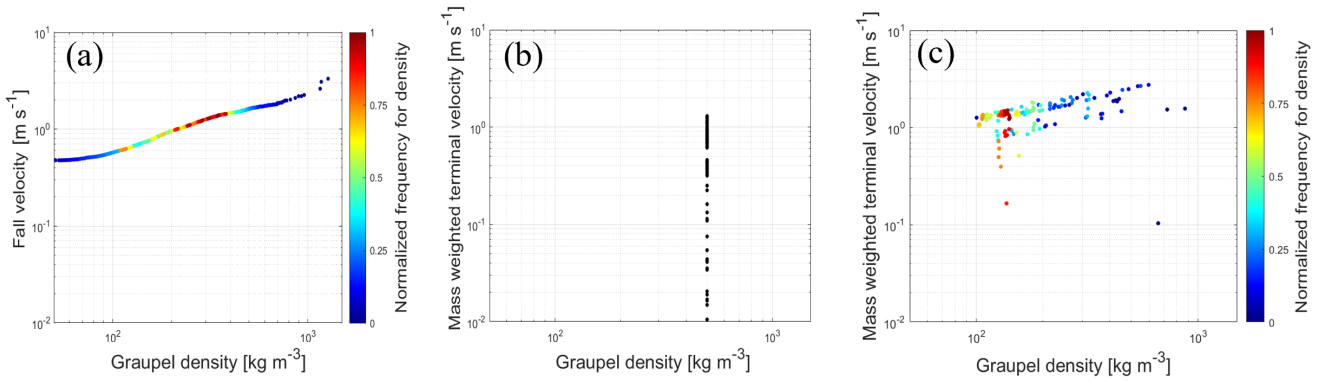 (a)
10^1
10^0
10^-1
10^-2
Fall velocity [m s^-1]
10^2
10^3
Graupel density [kg m^-3]
1
0.75
0.5
0.25
0
Normalized frequency for density
(b)
10^1
10^0
10^-1
10^-2
Mass weighted terminal velocity [m s^-1]
10^2
10^3
Graupel density [kg m^-3]
(c)
10^1
10^0
10^-1
10^-2
Mass weighted terminal velocity [m s^-1]
10^2
10^3
Graupel density [kg m^-3]
1
0.75
0.5
0.25
0
Normalized frequency for density